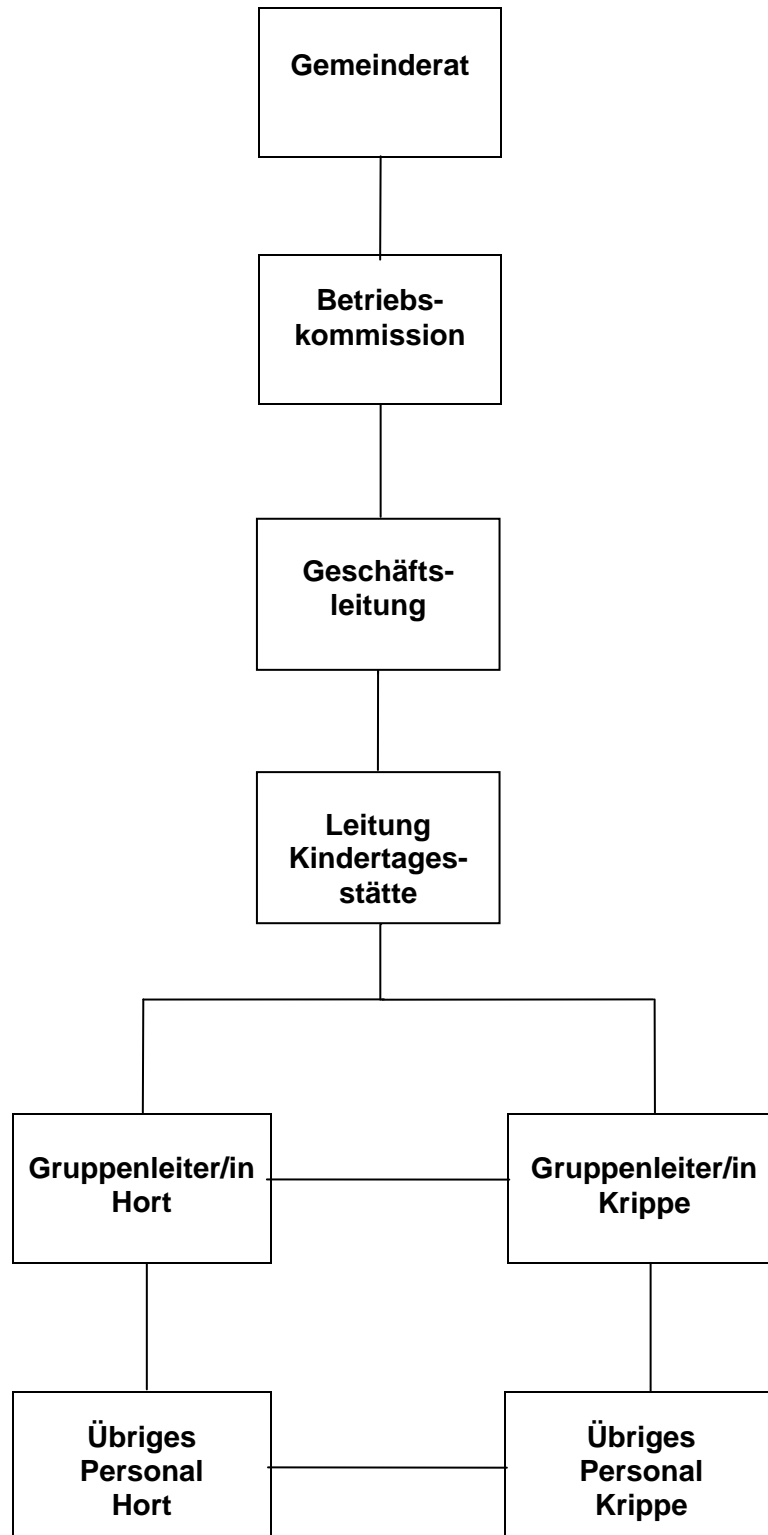 Gemeinderat
Betriebs-
kommission
Geschäfts-
leitung
Leitung
Kindertages-
stätte
Gruppenleiter/in
Hort
Gruppenleiter/in
Krippe
Übriges
Personal
Hort
Übriges
Personal
Krippe